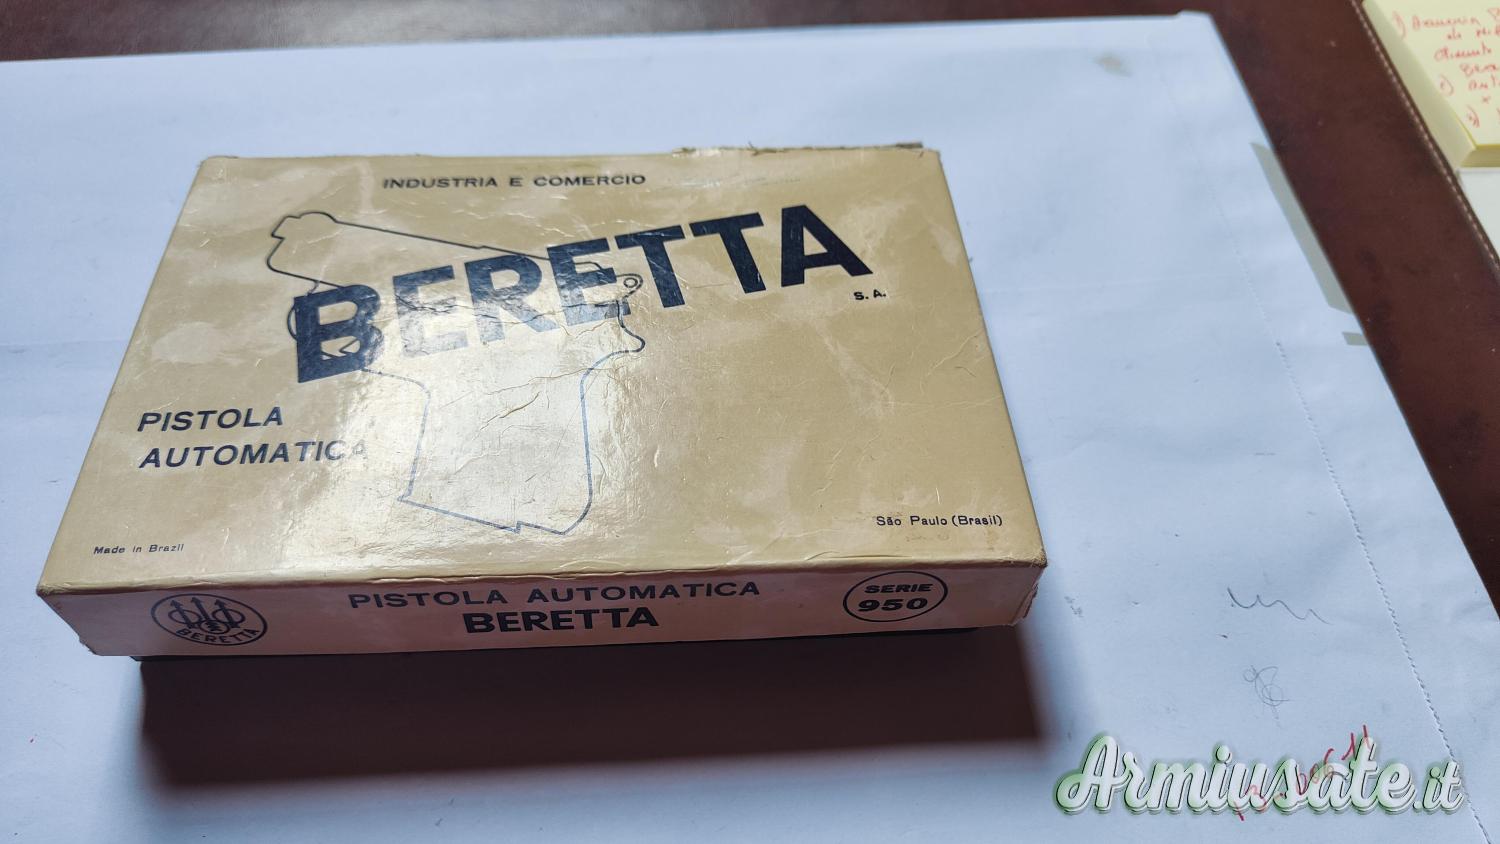 INDUSTRIA E COMERCIO
BERETTA
S. A.
PISTOLA
AUTOMATICA
São Paulo (Brasil)
Made in Brazil
PISTOLA AUTOMATICA
BERETTA
BERETTA
SERIE
950
Armiusate.it